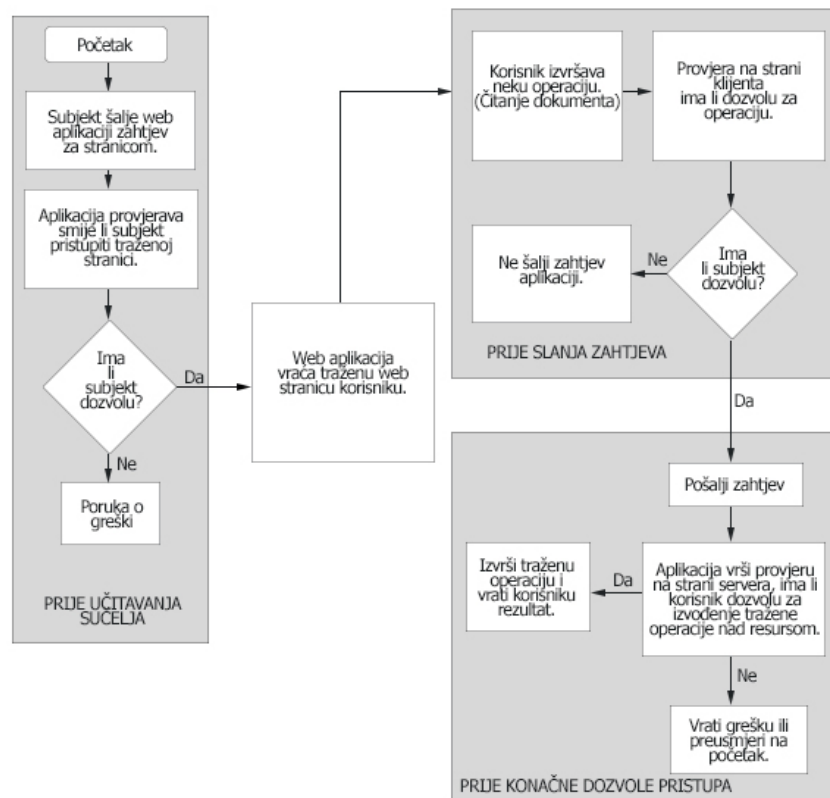 Početak
Subjekt šalje web
aplikaciji zahtjev
za stranicom.
Aplikacija provjerava
smije li subjekt
pristupiti traženoj
stranici.
Ima
li
subjekt
dozvolu?
Da
Ne
Poruka o
greški
PRIJE UČITAVANJA
SUČELJA
Web aplikacija
vraća traženu web
stranicu korisniku.
Korisnik izvršava
neku operaciju.
(Čitanje dokumenta)
Provjera na strani
klijenta
ima li dozvolu za
operaciju.
Ima
li subjekt
dozvolu?
Ne
Ne šalji zahtjev
aplikaciji.
PRIJE SLANJA ZAHTJEVA
Da
Pošalji zahtjev
Aplikacija vrši provjeru
na strani servera, ima li
korisnik dozvolu za
izvođenje tražene
operacije nad resursom.
Da
Izvrši traženu
operaciju i
vrati korisniku
rezultat.
Ne
Vrati grešku ili
preusmjeri na
početak.
PRIJE KONAČNE DOZVOLE PRISTUPA